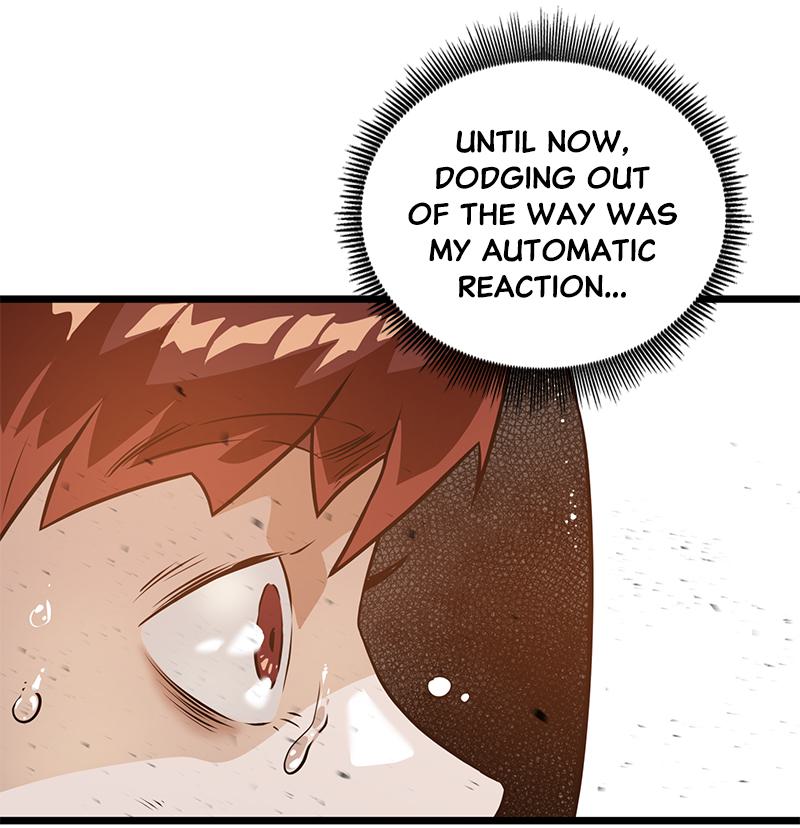 UNTIL NOW,
DODGING OUT
OF THE WAY WAS
MY AUTOMATIC
REACTION...